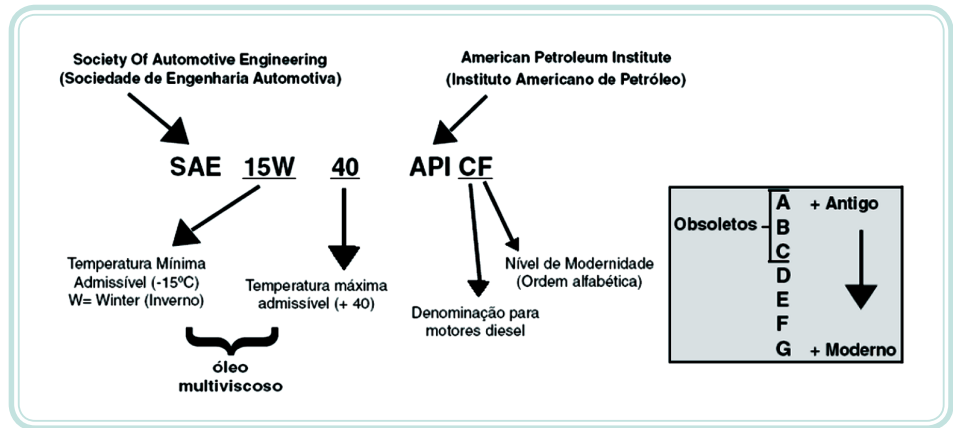 Society Of Automotive Engineering
(Sociedade de Engenharia Automotiva)
American Petroleum Institute
(Instituto Americano de Petróleo)
SAE 15W 40 API CF
Temperatura Mínima
Admissível (-15ºC)
W= Winter (Inverno)
Temperatura máxima
admissível (+ 40)
óleo
multiviscoso
Nível de Modernidade
(Ordem alfabética)
Denominação para
motores diesel
Obsoletos
A + Antigo
B
C
D
E
F
G + Moderno